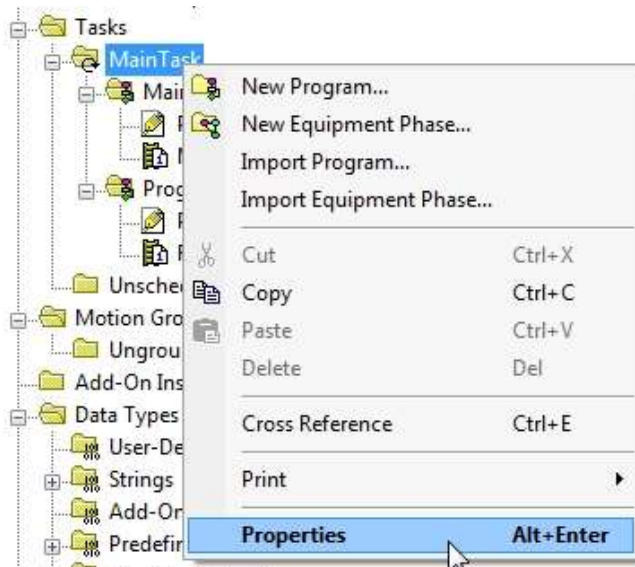 Tasks
MainTask
Mai
New Program...
New Equipment Phase...
Import Program...
Prog
Import Equipment Phase...
Cut Ctrl+X
Unsche
Copy Ctrl+C
Motion Gro
Paste Ctrl+V
Ungrou
Delete Del
Add-On Ins
Data Types
Cross Reference Ctrl+E
User-De
Strings
Print
Add-On
Properties Alt+Enter
Predefin